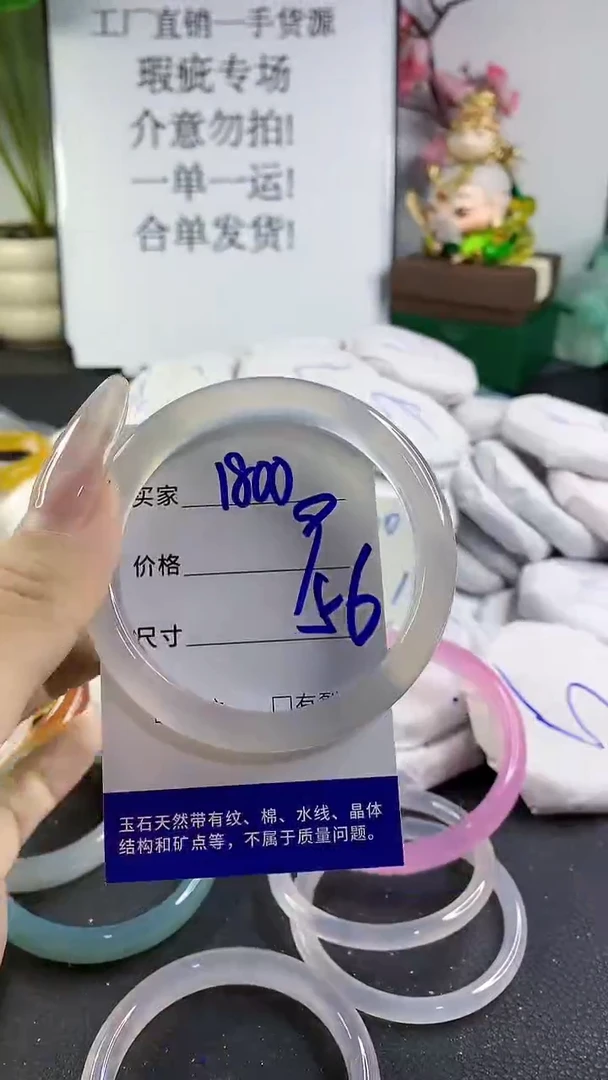 工厂直销一手货源
瑕疵专场
介意勿拍!
一单一运!
合单发货!
买家 1800
价格
尺寸 56
口有裂
玉石天然带有纹、棉、水线、晶体
结构和矿点等，不属于质量问题。